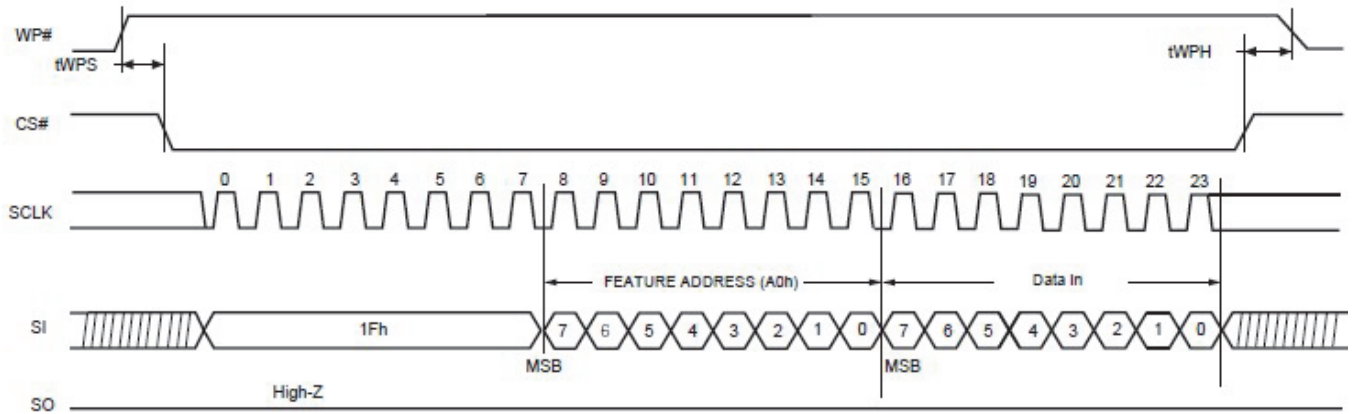 WP#
tWPS
tWPH
CS#
0 1 2 3 4 5 6 7 8 9 10 11 12 13 14 15 16 17 18 19 20 21 22 23
SCLK
FEATURE ADDRESS (A0h)
Data In
SI
1Fh
7 6 5 4 3 2 1 0 7 6 5 4 3 2 1 0
MSB
MSB
High-Z
SO